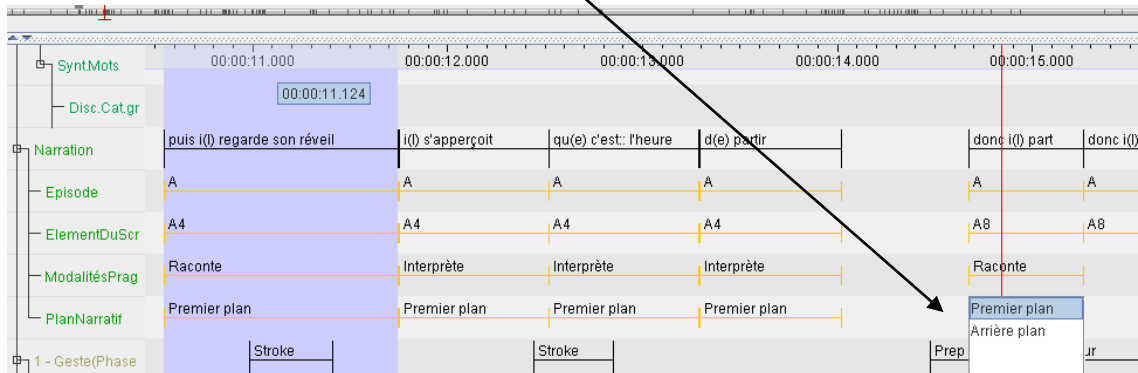 Synt.Mots 00:00:11.000 00:00:12.000 00:00:13.000 00:00:14.000 00:00:15.000
Disc.Cat.gr 00:00:11.124
Narration puis i(l) regarde son réveil i(l) s'apperçoit qu(e) c'est:: l'heure d(e) partir donc i(l) part donc i(l)
Episode A A A A A A
ElementDuScr A4 A4 A4 A4 A8 A8
ModalitésPrag Raconte Interprète Interprète Interprète Raconte
PlanNarratif Premier plan Premier plan Premier plan Premier plan Premier plan
Arrière plan
1 - Geste(Phase Stroke Stroke Prep ur